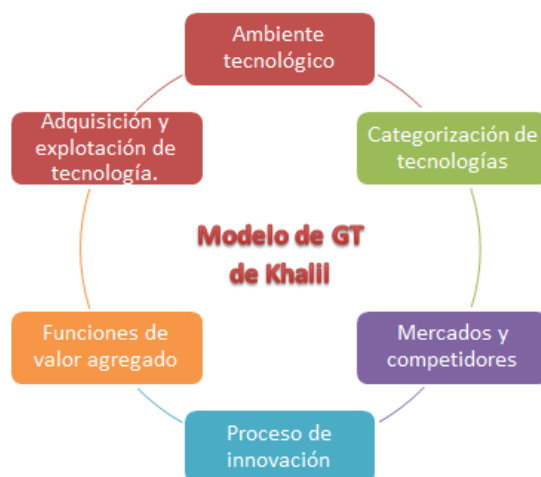 Ambiente
tecnológico
Adquisición y
explotación de
tecnología.
Categorización de
tecnologías
Modelo de GT
de Khalil
Funciones de
valor agregado
Mercados y
competidores
Proceso de
innovación